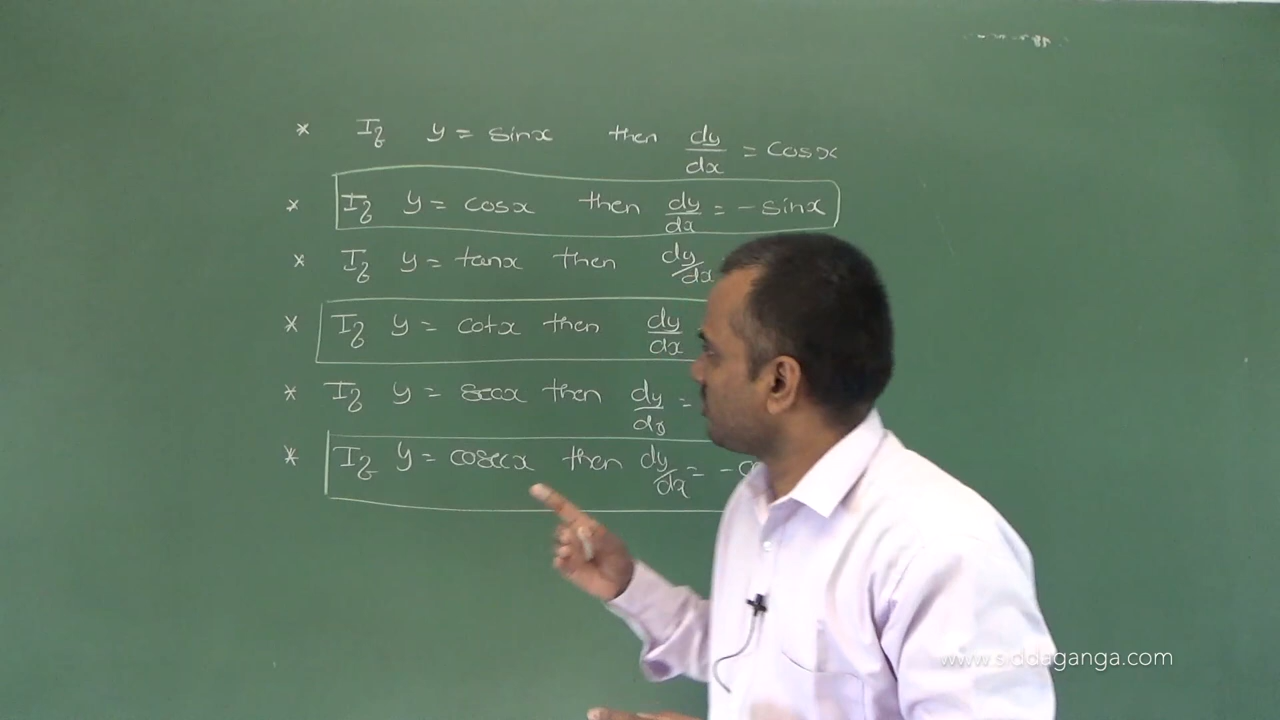 * If y = sinx then dy/dx = cosx
* If y = cosx then dy/dx = -sinx
* If y = tanx then dy/dx
* If y = cotx then dy/dx
* If y = secx then dy/dx =
* If y = cosecx then dy/dx = -
www.siddaganga.com